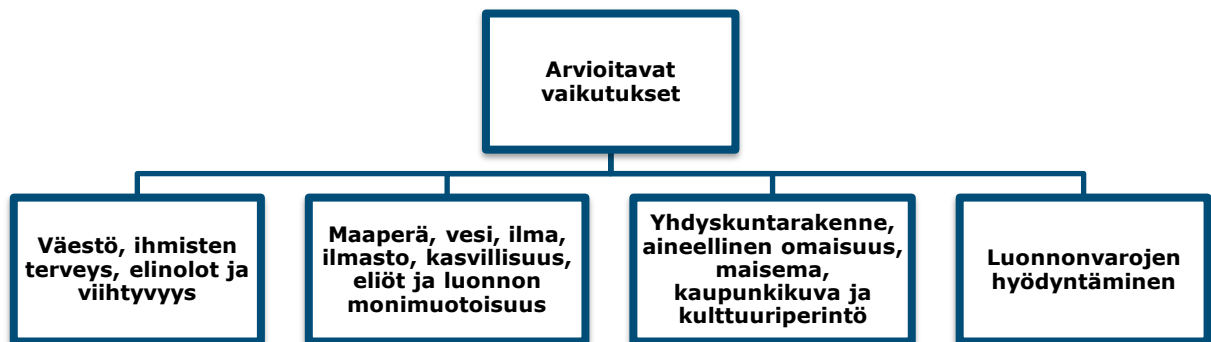 Arvioitavat
vaikutukset
Väestö, ihmisten
terveys, elinolot ja
viihtyvyys
Maaperä, vesi, ilma,
ilmasto, kasvillisuus,
eliöt ja luonnon
monimuotoisuus
Yhdyskuntarakenne,
aineellinen omaisuus,
maisema,
kaupunkikuva ja
kulttuuriperintö
Luonnonvarojen
hyödyntäminen